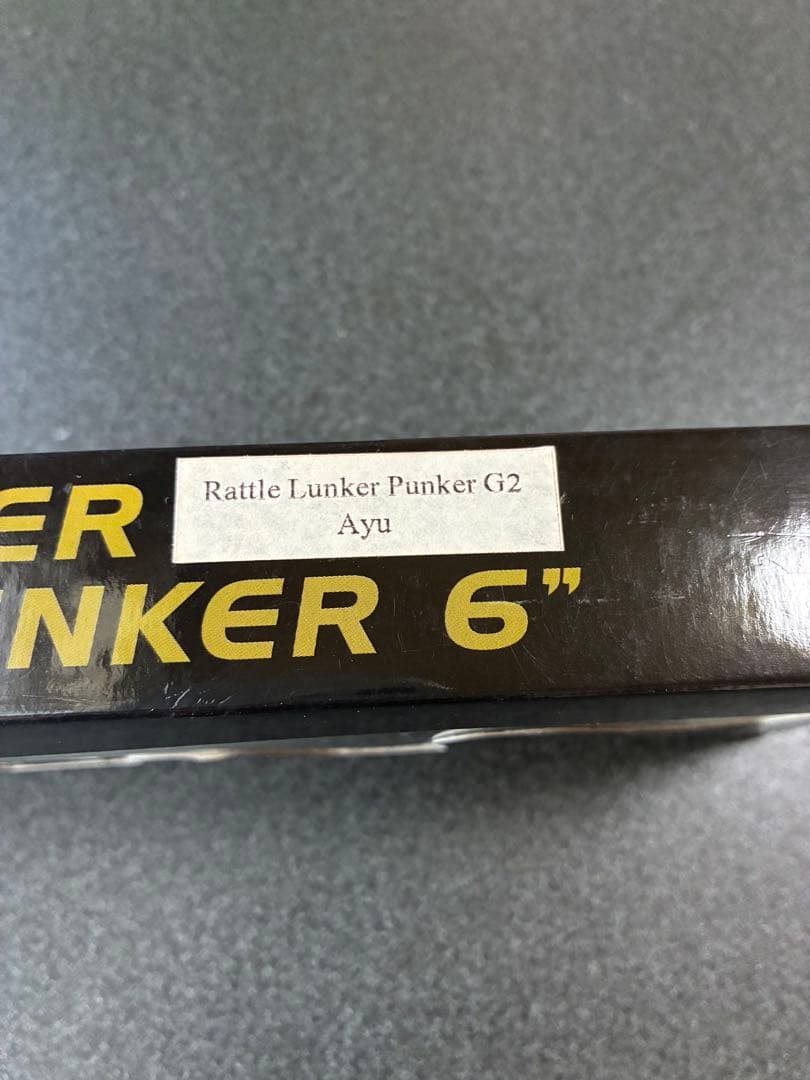 Rattle Lunker Punker G2
Ayu
ER
NKER 6”